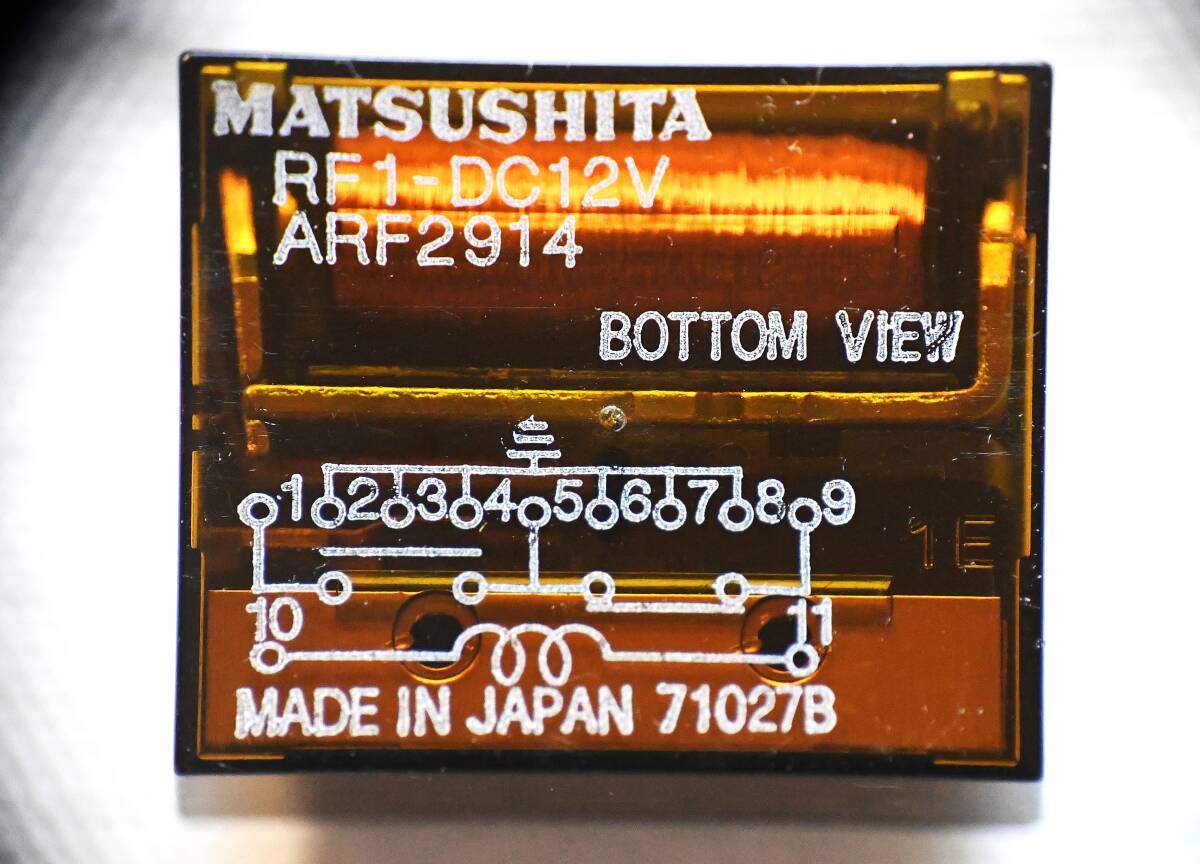 MATSUSHITA
RF1-DC12V
ARF2914
BOTTOM VIEW
1 2 3 4 5 6 7 8 9
1E
10 11
MADE IN JAPAN 71027B